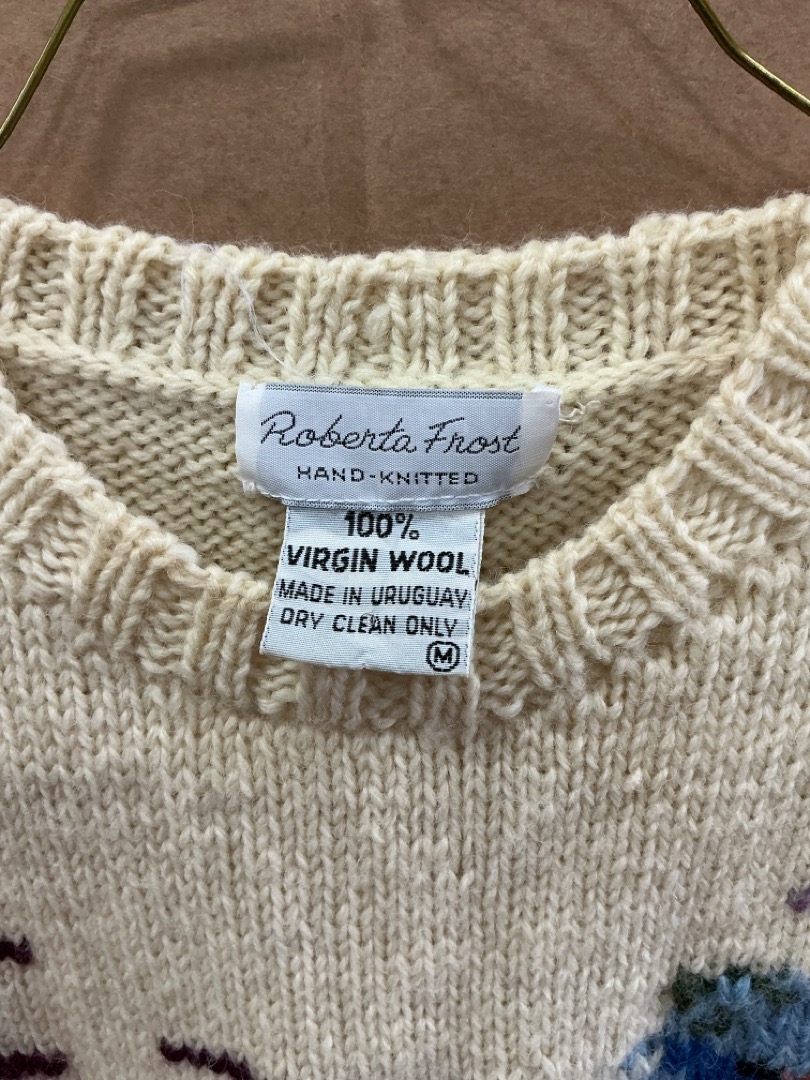 Roberta Frost
HAND-KNITTED
100%
VIRGIN WOOL
MADE IN URUGUAY
DRY CLEAN ONLY
M